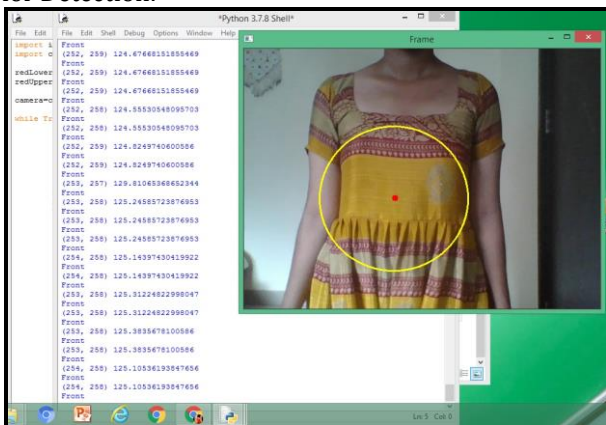 Detection:
*Python 3.7.8 Shell*
File Edit
File Edit Shell Debug Options Window Help
import i
import c
redLower
redUpper
camera=c
while Tr
Front
(252, 259) 124.67668151855469
Front
(252, 259) 124.67668151855469
Front
(252, 259) 124.67668151855469
Front
(252, 258) 124.55530548095703
Front
(252, 258) 124.55530548095703
Front
(252, 259) 124.8249740600586
Front
(252, 259) 124.8249740600586
Front
(253, 257) 129.81065368652344
Front
(253, 258) 125.24585723876953
Front
(253, 258) 125.24585723876953
Front
(253, 258) 125.24585723876953
Front
(254, 258) 125.14397430419922
Front
(254, 258) 125.14397430419922
Front
(253, 258) 125.31224822998047
Front
(253, 258) 125.31224822998047
Front
(253, 258) 125.3835678100586
Front
(253, 258) 125.3835678100586
Front
(254, 258) 125.10536193847656
Front
(254, 258) 125.10536193847656
Front
Frame
Ln: 5 Col: 0